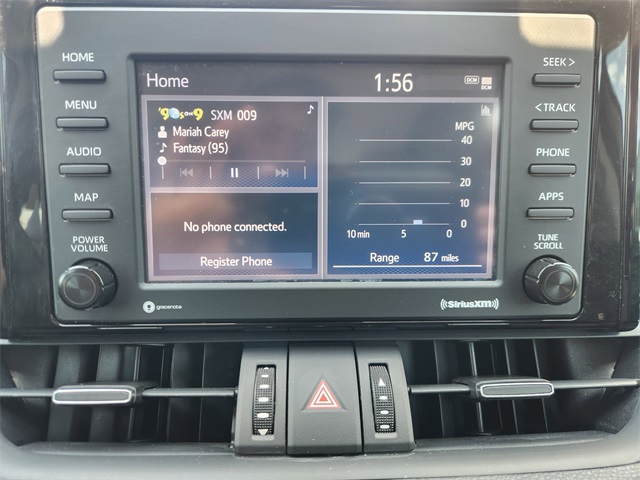 HOME
MENU
AUDIO
MAP
POWER
VOLUME
Home
1:56
DCM
DCM
'90s on 9 SXM 009
Mariah Carey
Fantasy (95)
No phone connected.
Register Phone
MPG
40
30
20
10
0
10 min 5 0
Range 87 miles
SEEK >
< TRACK
PHONE
APPS
TUNE
SCROLL
gracenote
((SiriusXM))